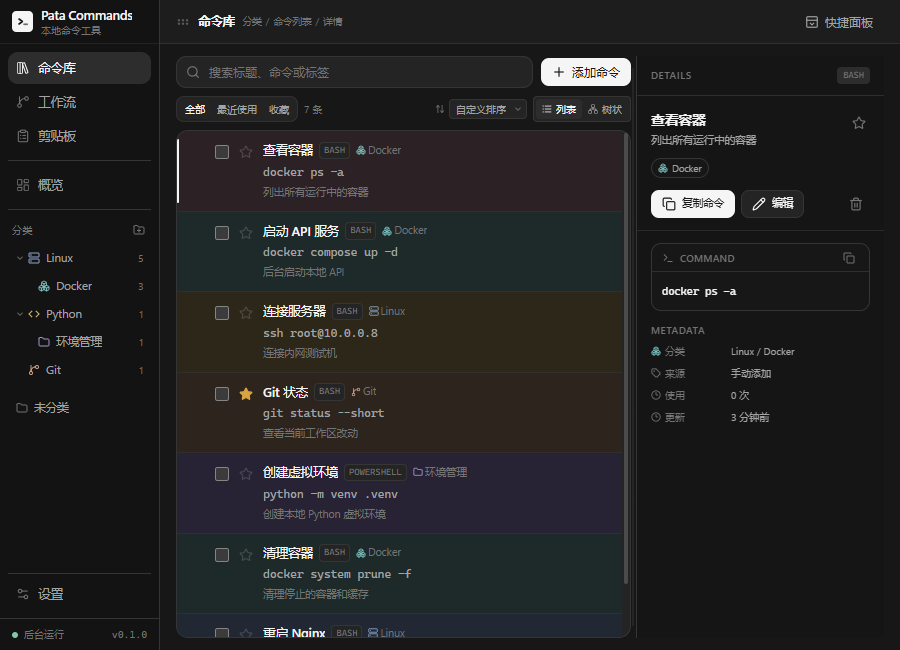 Pata Commands
本地命令工具
命令库
工作流
剪贴板
概览
分类
Linux 5
Docker 3
Python 1
环境管理 1
Git 1
未分类
设置
后台运行 v0.1.0
命令库 分类 / 命令列表 / 详情
快捷面板
搜索标题、命令或标签
添加命令
全部 最近使用 收藏 7 条
自定义排序
列表 树状
查看容器 BASH Docker
docker ps -a
列出所有运行中的容器
启动 API 服务 BASH Docker
docker compose up -d
后台启动本地 API
连接服务器 BASH Linux
ssh root@10.0.0.8
连接内网测试机
Git 状态 BASH Git
git status --short
查看当前工作区改动
创建虚拟环境 POWERSHELL 环境管理
python -m venv .venv
创建本地 Python 虚拟环境
清理容器 BASH Docker
docker system prune -f
清理停止的容器和缓存
重启 Nginx BASH Linux
DETAILS BASH
查看容器
列出所有运行中的容器
Docker
复制命令 编辑
COMMAND
docker ps -a
METADATA
分类 Linux / Docker
来源 手动添加
使用 0 次
更新 3 分钟前